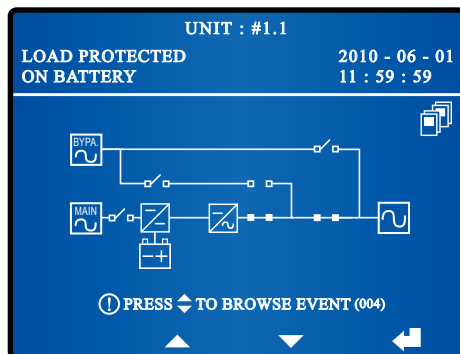 UNIT : #1.1
LOAD PROTECTED
2010 - 06 - 01
ON BATTERY
11 : 59 : 59
BYPA.
MAIN
PRESS TO BROWSE EVENT (004)